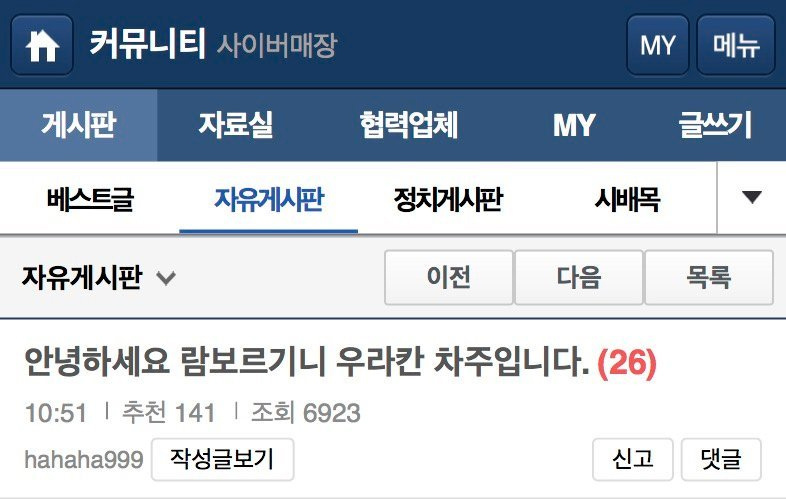 커뮤니티 사이버매장 MY 메뉴
게시판 자료실 협력업체 MY 글쓰기
베스트글 자유게시판 정치게시판 시배목
자유게시판 이전 다음 목록
안녕하세요 람보르기니 우라칸 차주입니다. (26)
10:51 | 추천 141 | 조회 6923
hahaha999 작성글보기 신고 댓글